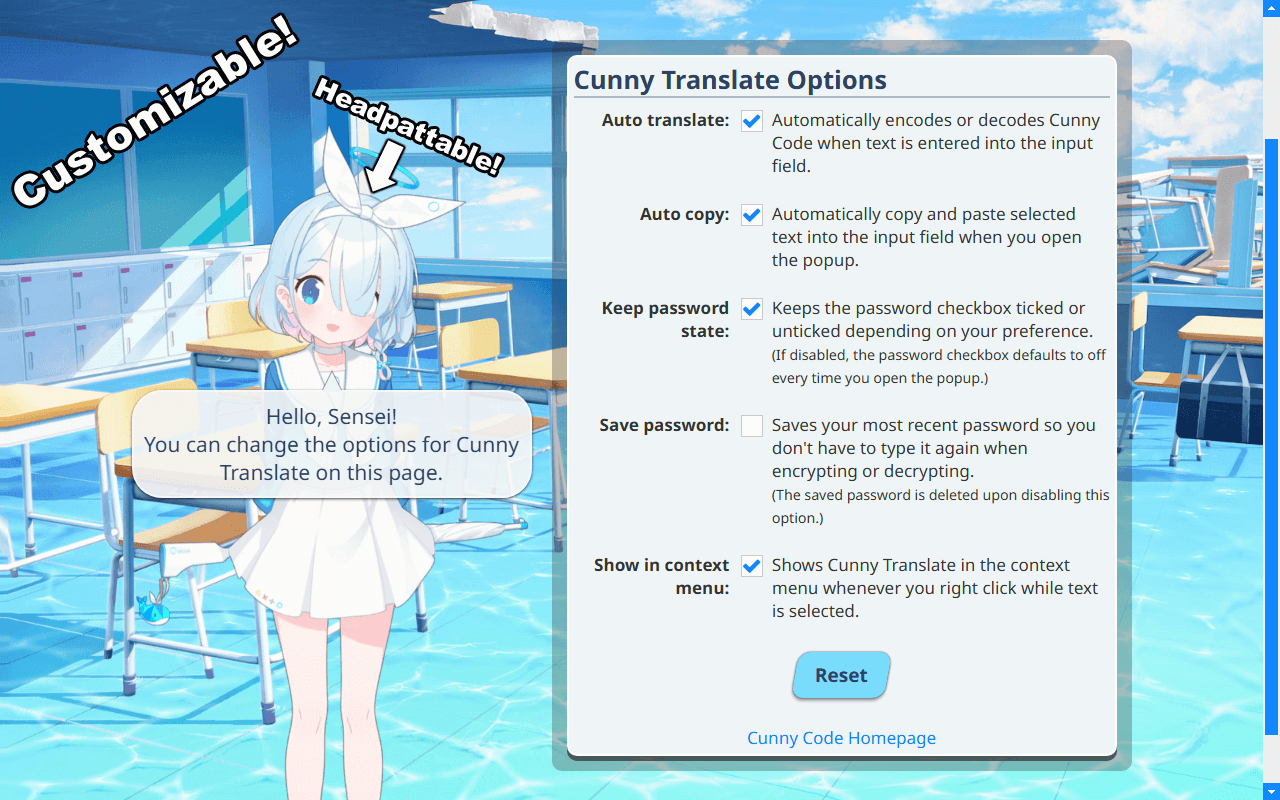 Customizable!
Headpattable!
Hello, Sensei!
You can change the options for Cunny
Translate on this page.
Cunny Translate Options
Auto translate:
Automatically encodes or decodes Cunny
Code when text is entered into the input
field.
Auto copy:
Automatically copy and paste selected
text into the input field when you open
the popup.
Keep password
state:
Keeps the password checkbox ticked or
unticked depending on your preference.
(If disabled, the password checkbox defaults to off
every time you open the popup.)
Save password:
Saves your most recent password so you
don't have to type it again when
encrypting or decrypting.
(The saved password is deleted upon disabling this
option.)
Show in context
menu:
Shows Cunny Translate in the context
menu whenever you right click while text
is selected.
Reset
Cunny Code Homepage